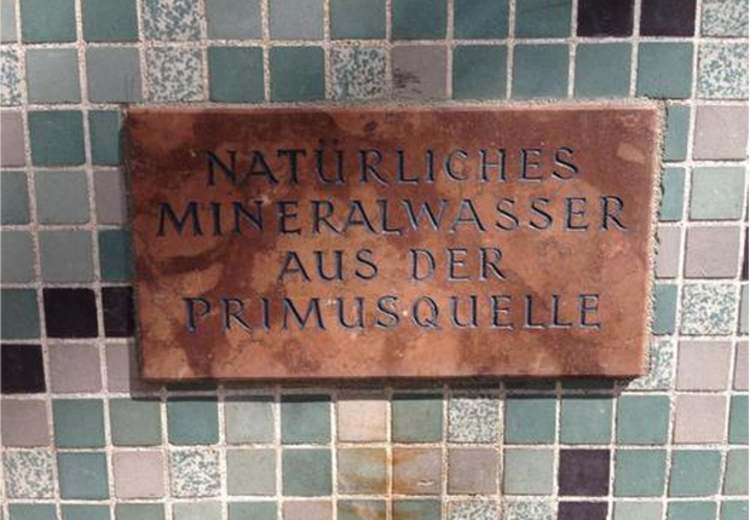 NATÜRLICHES
MINERALWASSER
AUS DER
PRIMUSQUELLE